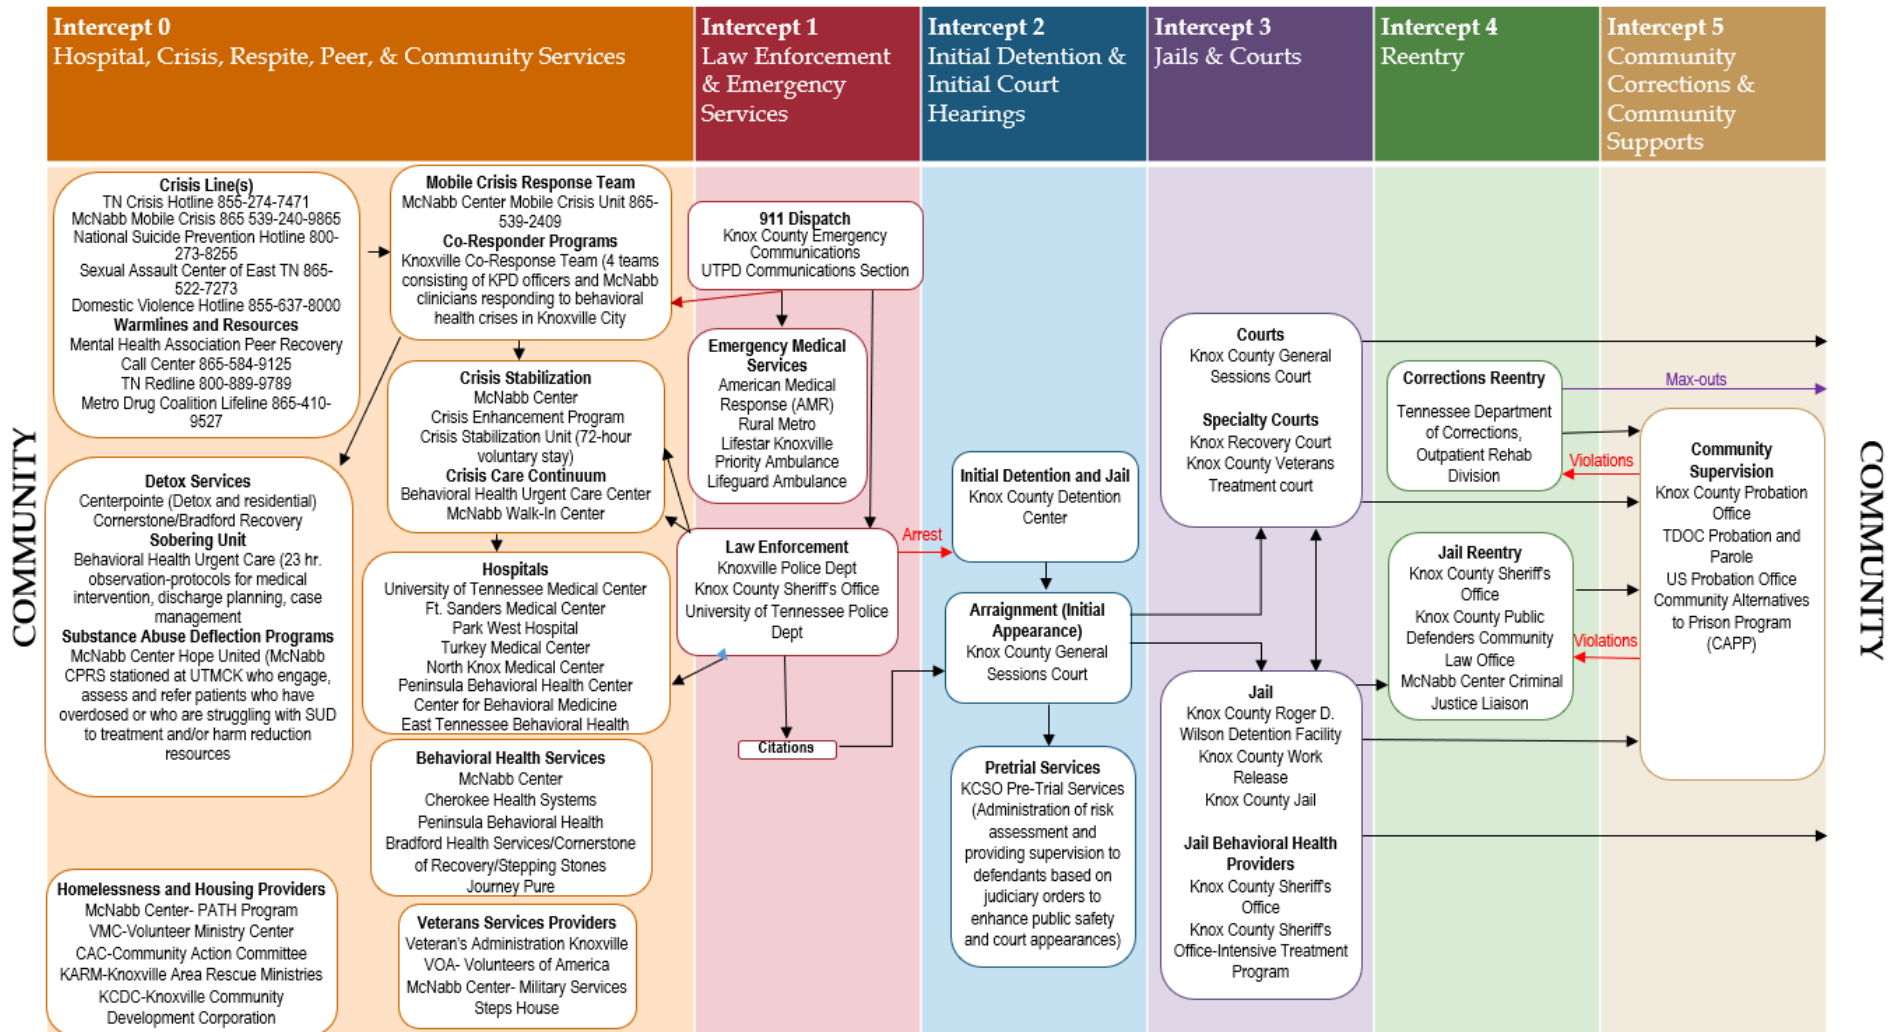 Intercept 0
Hospital, Crisis, Respite, Peer, & Community Services
Intercept 1
Law Enforcement
& Emergency
Services
Intercept 2
Initial Detention &
Initial Court
Hearings
Intercept 3
Jails & Courts
Intercept 4
Reentry
Intercept 5
Community
Corrections &
Community
Supports
COMMUNITY
Crisis Line(s)
TN Crisis Hotline 855-274-7471
McNabb Mobile Crisis 865 539-240-9865
National Suicide Prevention Hotline 800-
273-8255
Sexual Assault Center of East TN 865-
522-7273
Domestic Violence Hotline 855-637-8000
Warmlines and Resources
Mental Health Association Peer Recovery
Call Center 865-584-9125
TN Redline 800-889-9789
Metro Drug Coalition Lifeline 865-410-
9527
Detox Services
Centerpointe (Detox and residential)
Cornerstone/Bradford Recovery
Sobering Unit
Behavioral Health Urgent Care (23 hr.
observation-protocols for medical
intervention, discharge planning, case
management
Substance Abuse Deflection Programs
McNabb Center Hope United (McNabb
CPRS stationed at UTMCK who engage,
assess and refer patients who have
overdosed or who are struggling with SUD
to treatment and/or harm reduction
resources
Homelessness and Housing Providers
McNabb Center- PATH Program
VMC-Volunteer Ministry Center
CAC-Community Action Committee
KARM-Knoxville Area Rescue Ministries
KCDC-Knoxville Community
Development Corporation
Mobile Crisis Response Team
McNabb Center Mobile Crisis Unit 865-
539-2409
Co-Responder Programs
Knoxville Co-Response Team (4 teams
consisting of KPD officers and McNabb
clinicians responding to behavioral
health crises in Knoxville City
Crisis Stabilization
McNabb Center
Crisis Enhancement Program
Crisis Stabilization Unit (72-hour
voluntary stay)
Crisis Care Continuum
Behavioral Health Urgent Care Center
McNabb Walk-In Center
Hospitals
University of Tennessee Medical Center
Ft. Sanders Medical Center
Park West Hospital
Turkey Medical Center
North Knox Medical Center
Peninsula Behavioral Health Center
Center for Behavioral Medicine
East Tennessee Behavioral Health
Behavioral Health Services
McNabb Center
Cherokee Health Systems
Peninsula Behavioral Health
Bradford Health Services/Cornerstone
of Recovery/Stepping Stones
Journey Pure
Veterans Services Providers
Veteran's Administration Knoxville
VOA- Volunteers of America
McNabb Center- Military Services
Steps House
911 Dispatch
Knox County Emergency
Communications
UTPD Communications Section
Emergency Medical
Services
American Medical
Response (AMR)
Rural Metro
Lifestar Knoxville
Priority Ambulance
Lifeguard Ambulance
Law Enforcement
Knoxville Police Dept
Knox County Sheriff's Office
University of Tennessee Police
Dept
Citations
Arrest
Initial Detention and Jail
Knox County Detention
Center
Arraignment (Initial
Appearance)
Knox County General
Sessions Court
Pretrial Services
KCSO Pre-Trial Services
(Administration of risk
assessment and
providing supervision to
defendants based on
judiciary orders to
enhance public safety
and court appearances)
Courts
Knox County General
Sessions Court
Specialty Courts
Knox Recovery Court
Knox County Veterans
Treatment court
Jail
Knox County Roger D.
Wilson Detention Facility
Knox County Work
Release
Knox County Jail
Jail Behavioral Health
Providers
Knox County Sheriff's
Office
Knox County Sheriff's
Office-Intensive Treatment
Program
Corrections Reentry
Tennessee Department
of Corrections,
Outpatient Rehab
Division
Jail Reentry
Knox County Sheriff's
Office
Knox County Public
Defenders Community
Law Office
McNabb Center Criminal
Justice Liaison
Max-outs
Violations
Violations
Community
Supervision
Knox County Probation
Office
TDOC Probation and
Parole
US Probation Office
Community Alternatives
to Prison Program
(CAPP)
COMMUNITY